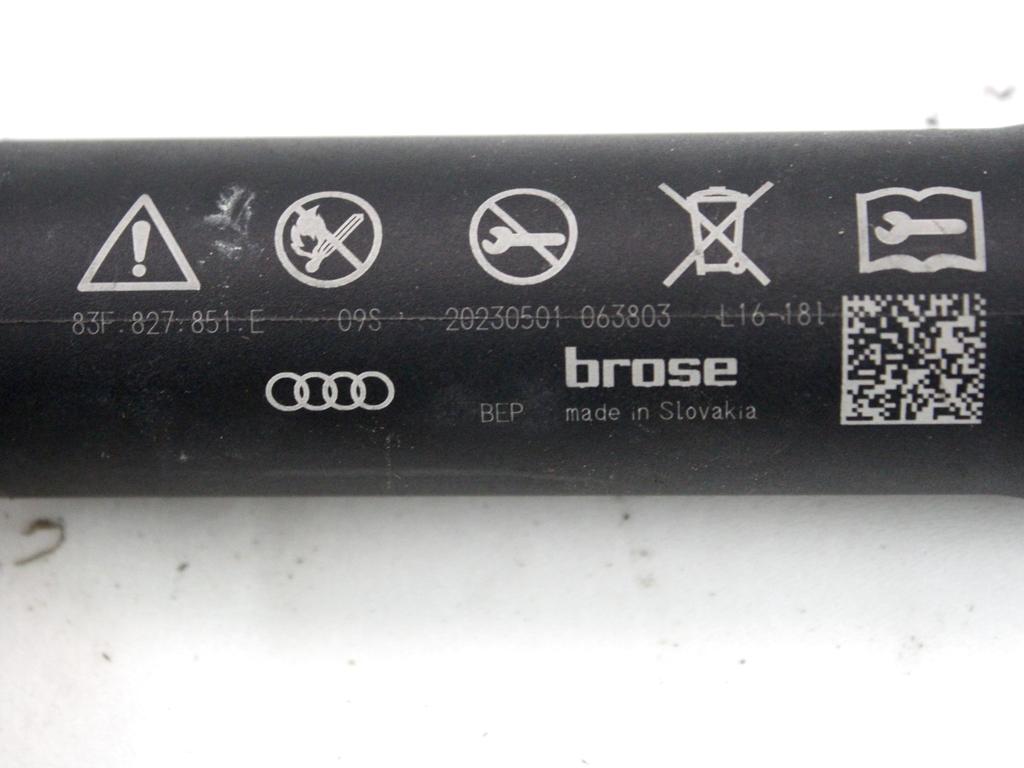 83F.827.851.E 09S 20230501 063803 L16-181
brose
BEP made in Slovakia